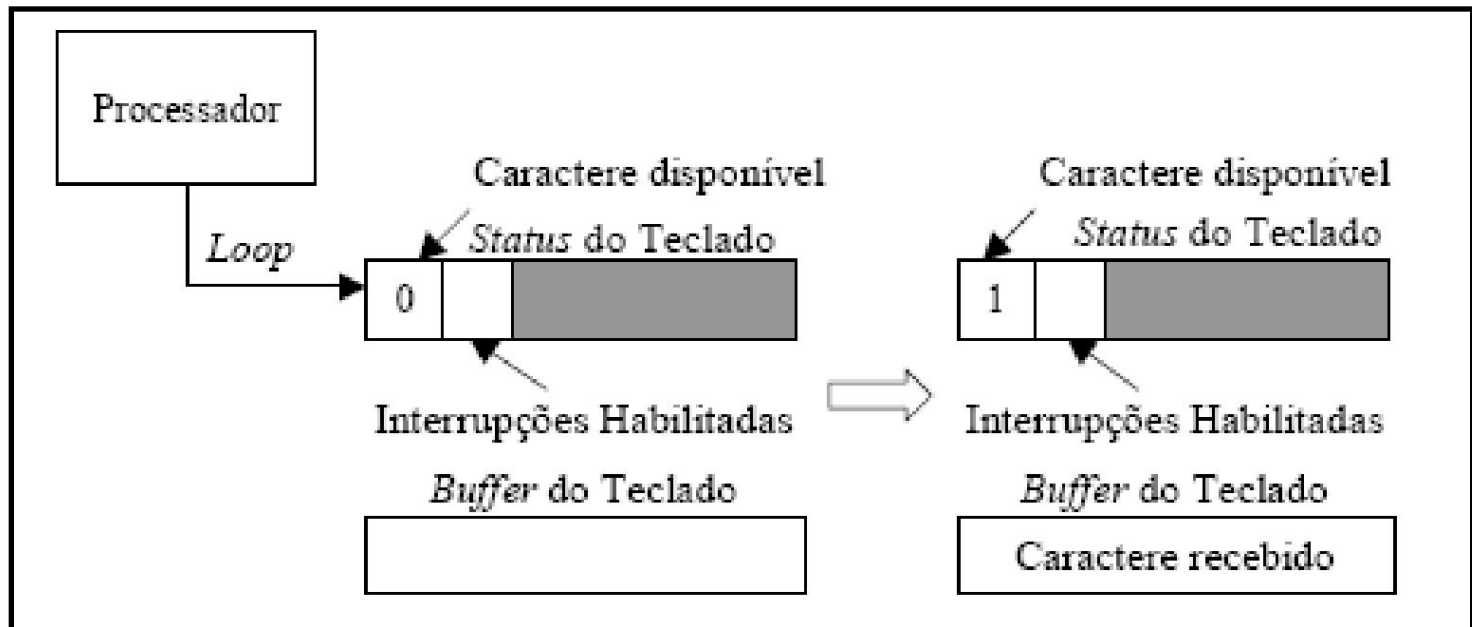 Processador
Loop
Caractere disponível
Status do Teclado
0
Interrupções Habilitadas
Buffer do Teclado
Caractere disponível
Status do Teclado
1
Interrupções Habilitadas
Buffer do Teclado
Caractere recebido